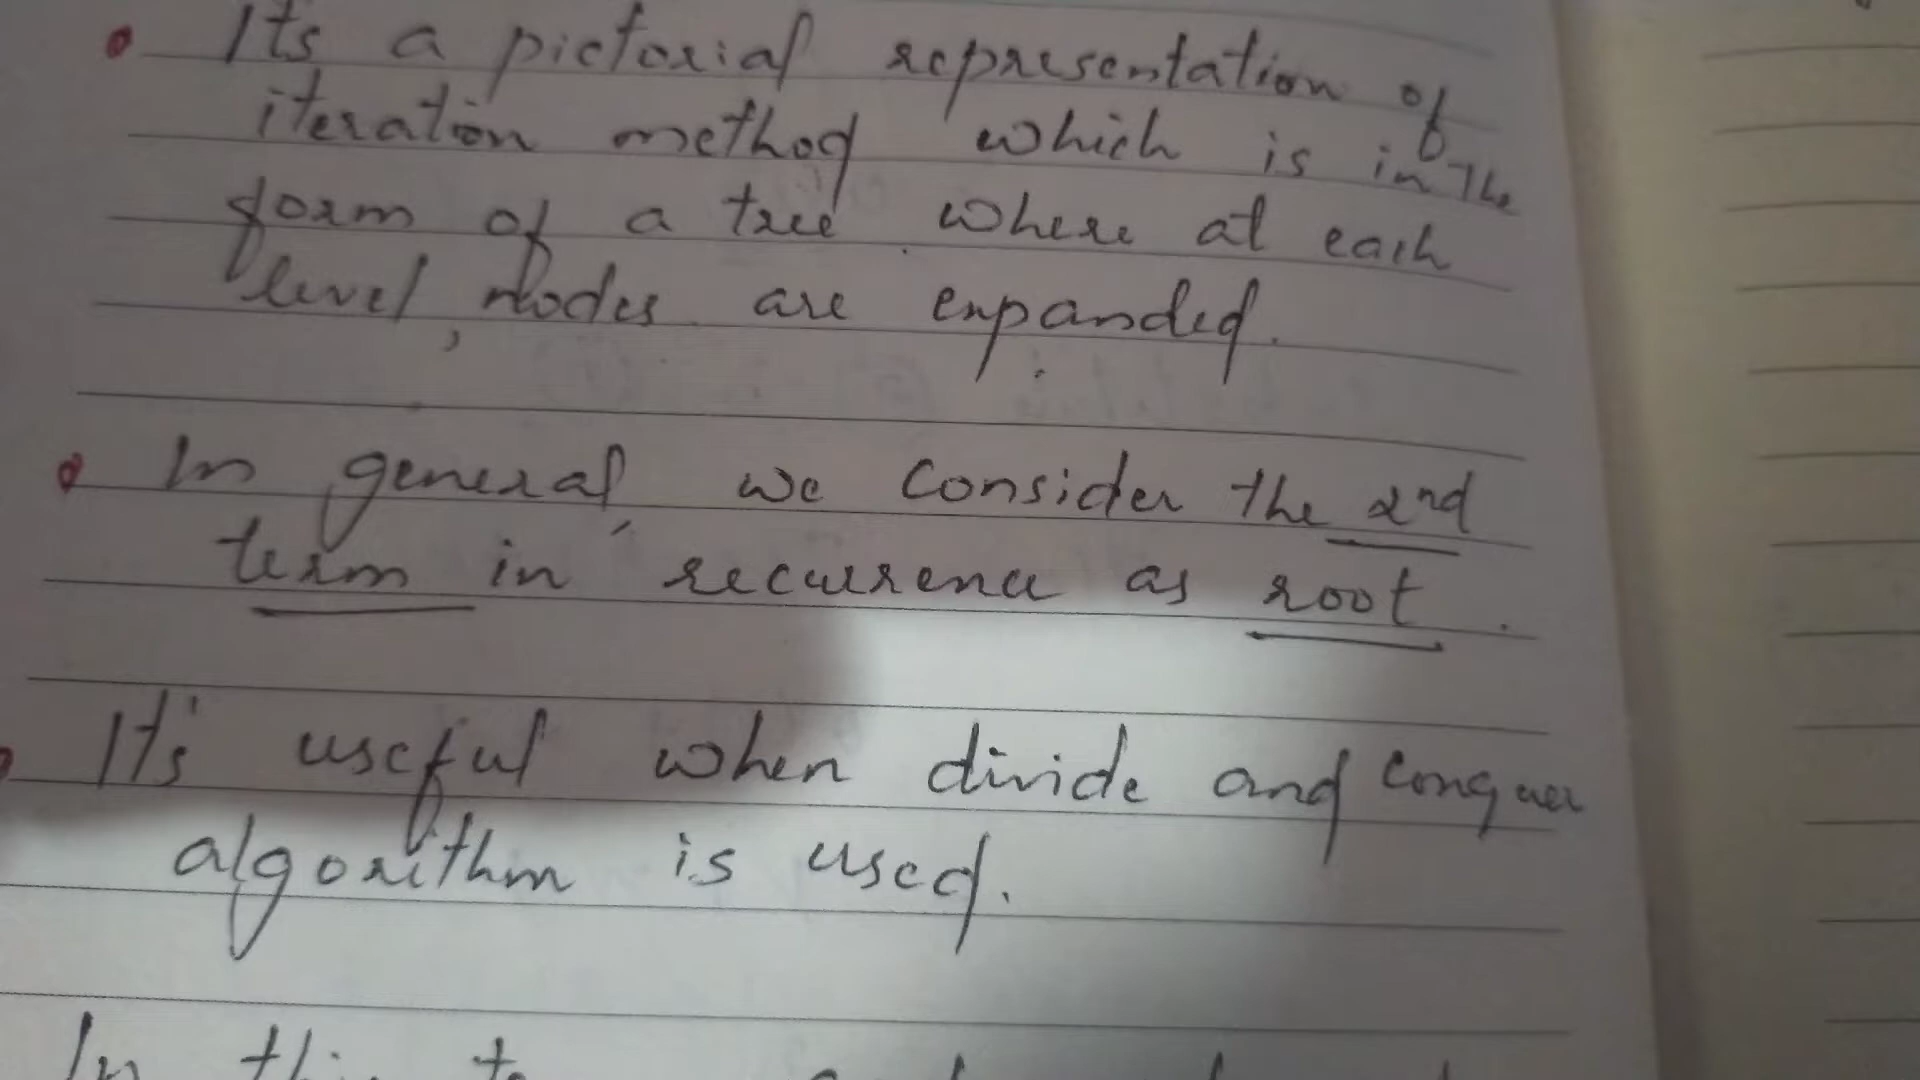 Its a pictorial representation of
iteration method which is in the
form of a tree where at each
level, nodes are expanded.
In general we consider the 2nd
term in recurrence as root.
It's useful when divide and conquer
algorithm is used.
In this